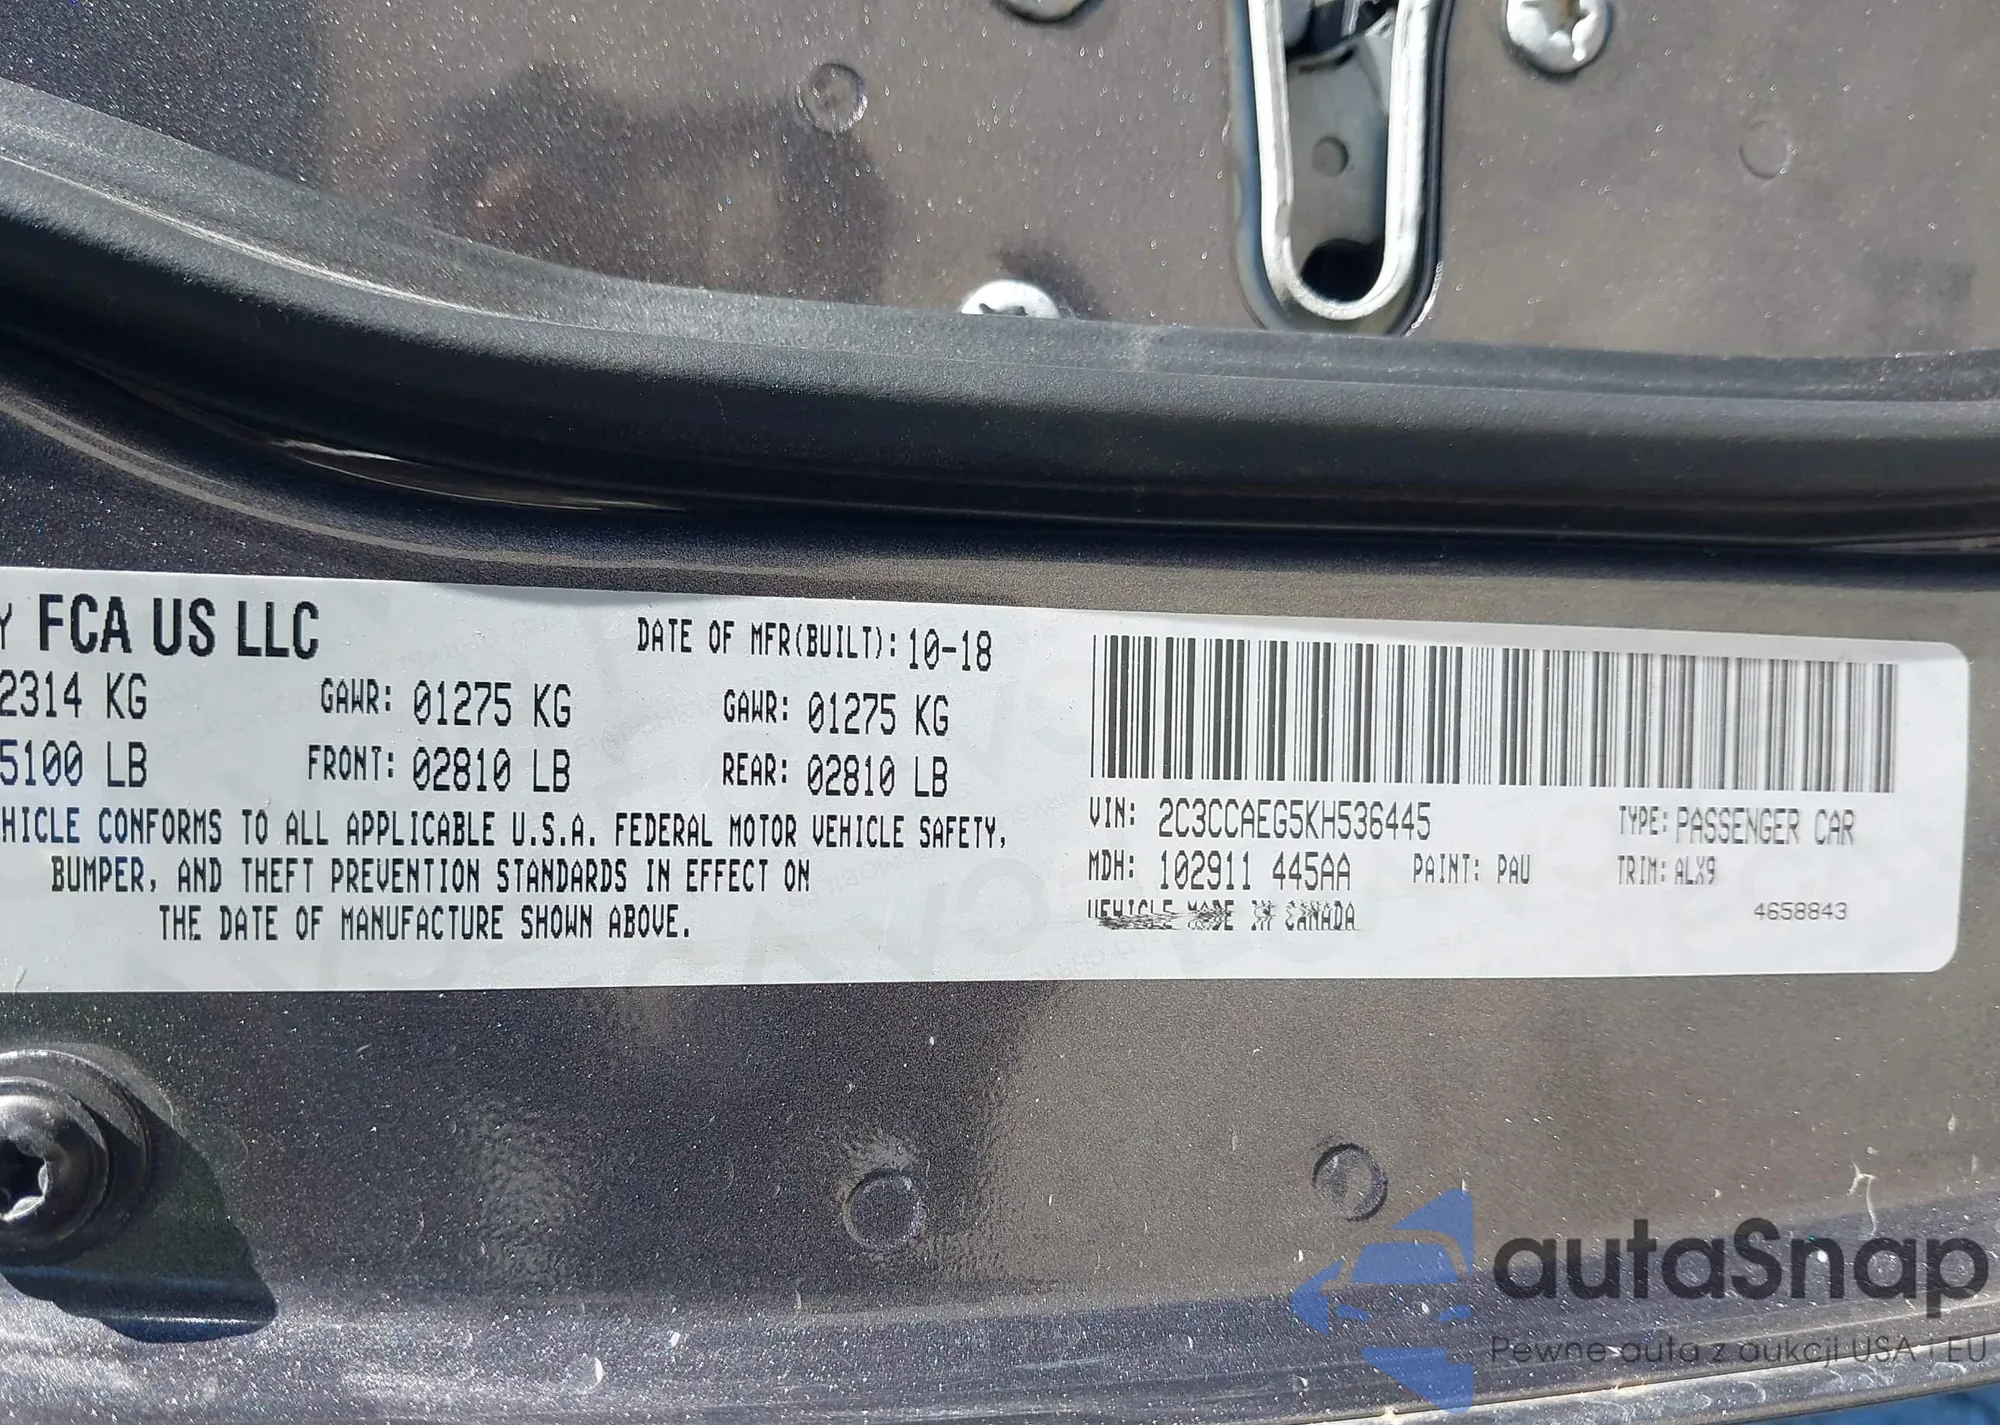 Y FCA US LLC
DATE OF MFR(BUILT): 10-18
2314 KG GAWR: 01275 KG GAWR: 01275 KG
5100 LB FRONT: 02810 LB REAR: 02810 LB
HICLE CONFORMS TO ALL APPLICABLE U.S.A. FEDERAL MOTOR VEHICLE SAFETY,
BUMPER, AND THEFT PREVENTION STANDARDS IN EFFECT ON
THE DATE OF MANUFACTURE SHOWN ABOVE.
VIN: 2C3CCAEG5KH536445 TYPE: PASSENGER CAR
MDH: 102911 445AA PAINT: PAU TRIM: ALX9
VEHICLE MADE IN CANADA
4658843
autaSnap
Pewne auta z aukcji USA i EU